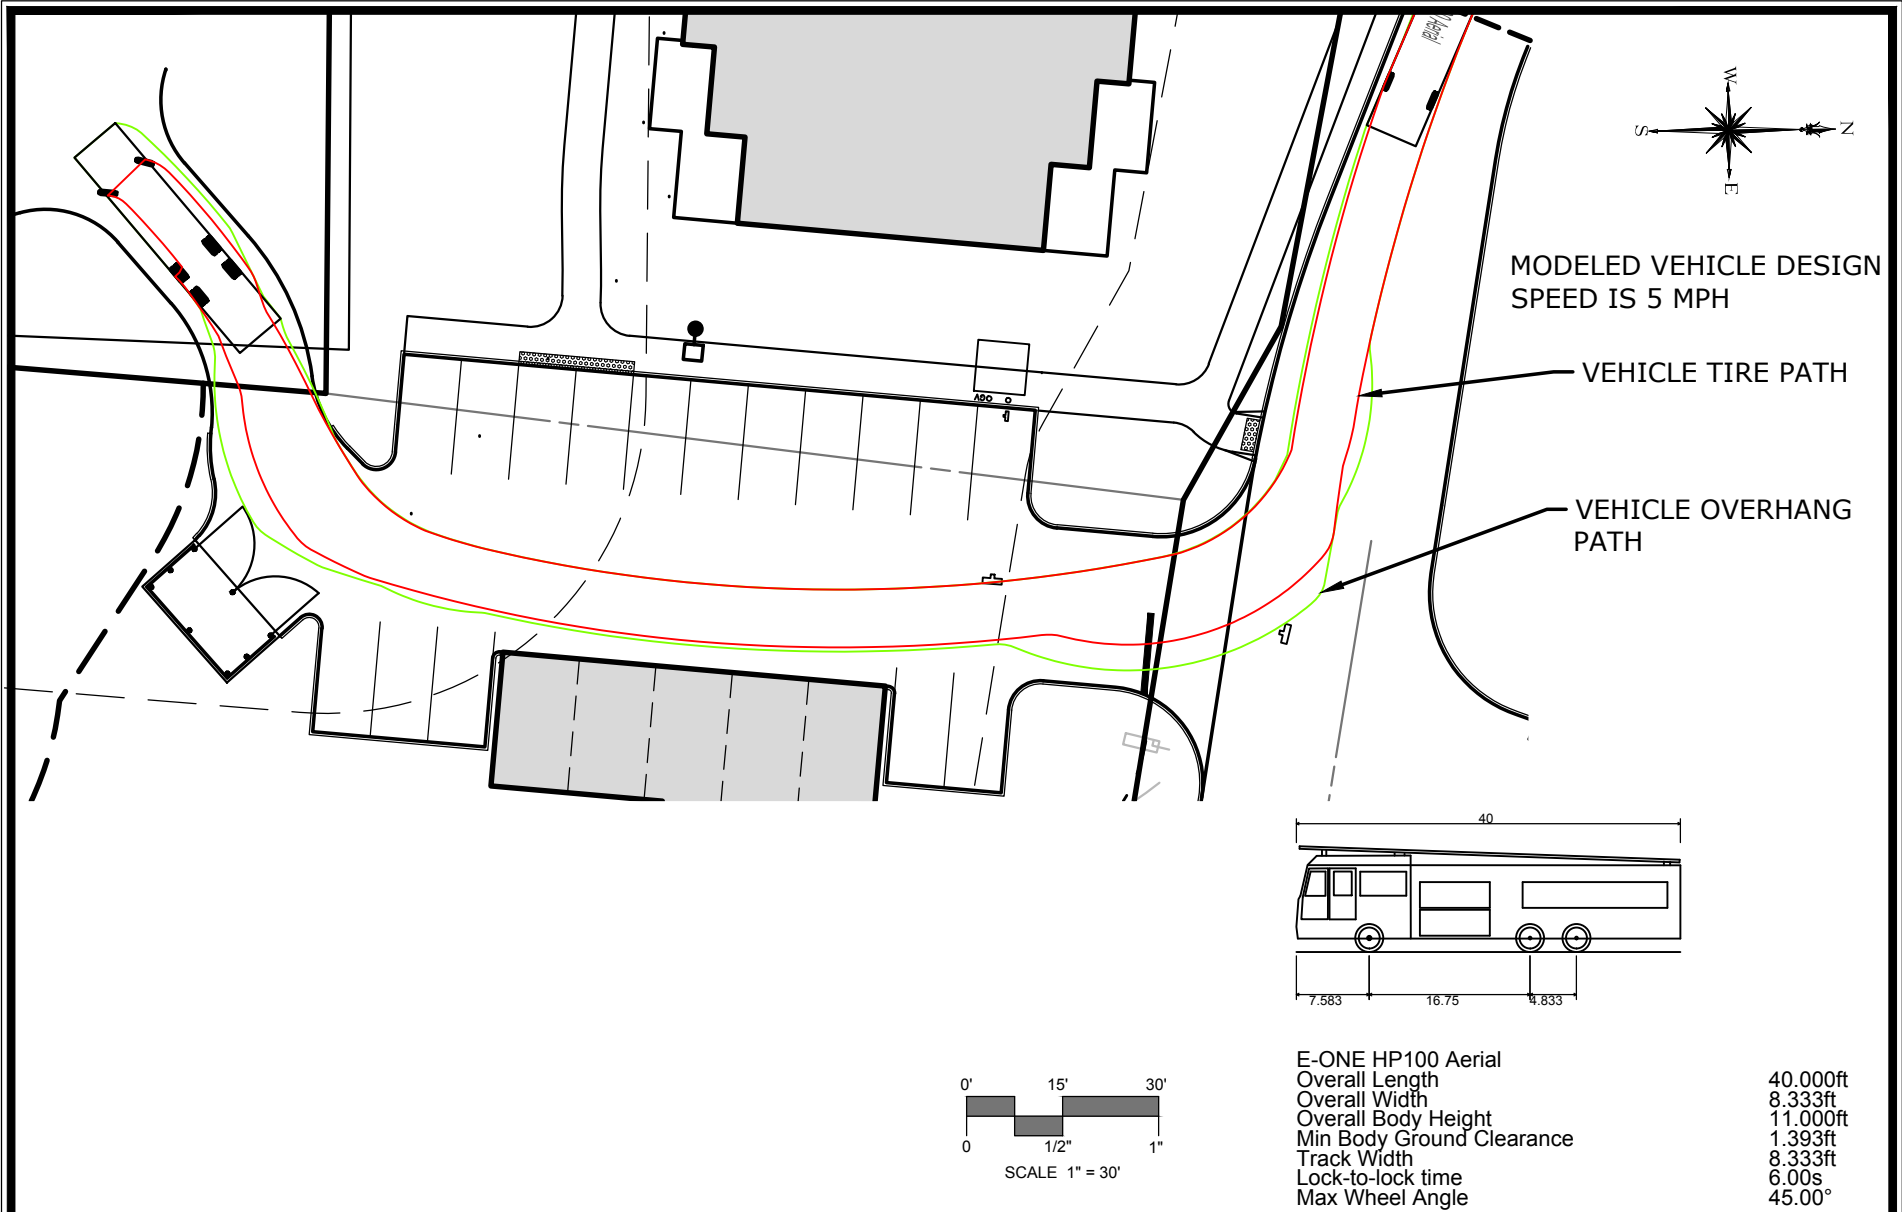 00 Aerial
W
S
N
E
MODELED VEHICLE DESIGN
SPEED IS 5 MPH
VEHICLE TIRE PATH
VEHICLE OVERHANG
PATH
40
7.583
16.75
4.833
0'
15'
30'
0
1/2"
1"
SCALE 1" = 30'
E-ONE HP100 Aerial
Overall Length 40.000ft
Overall Width 8.333ft
Overall Body Height 11.000ft
Min Body Ground Clearance 1.393ft
Track Width 8.333ft
Lock-to-lock time 6.00s
Max Wheel Angle 45.00°